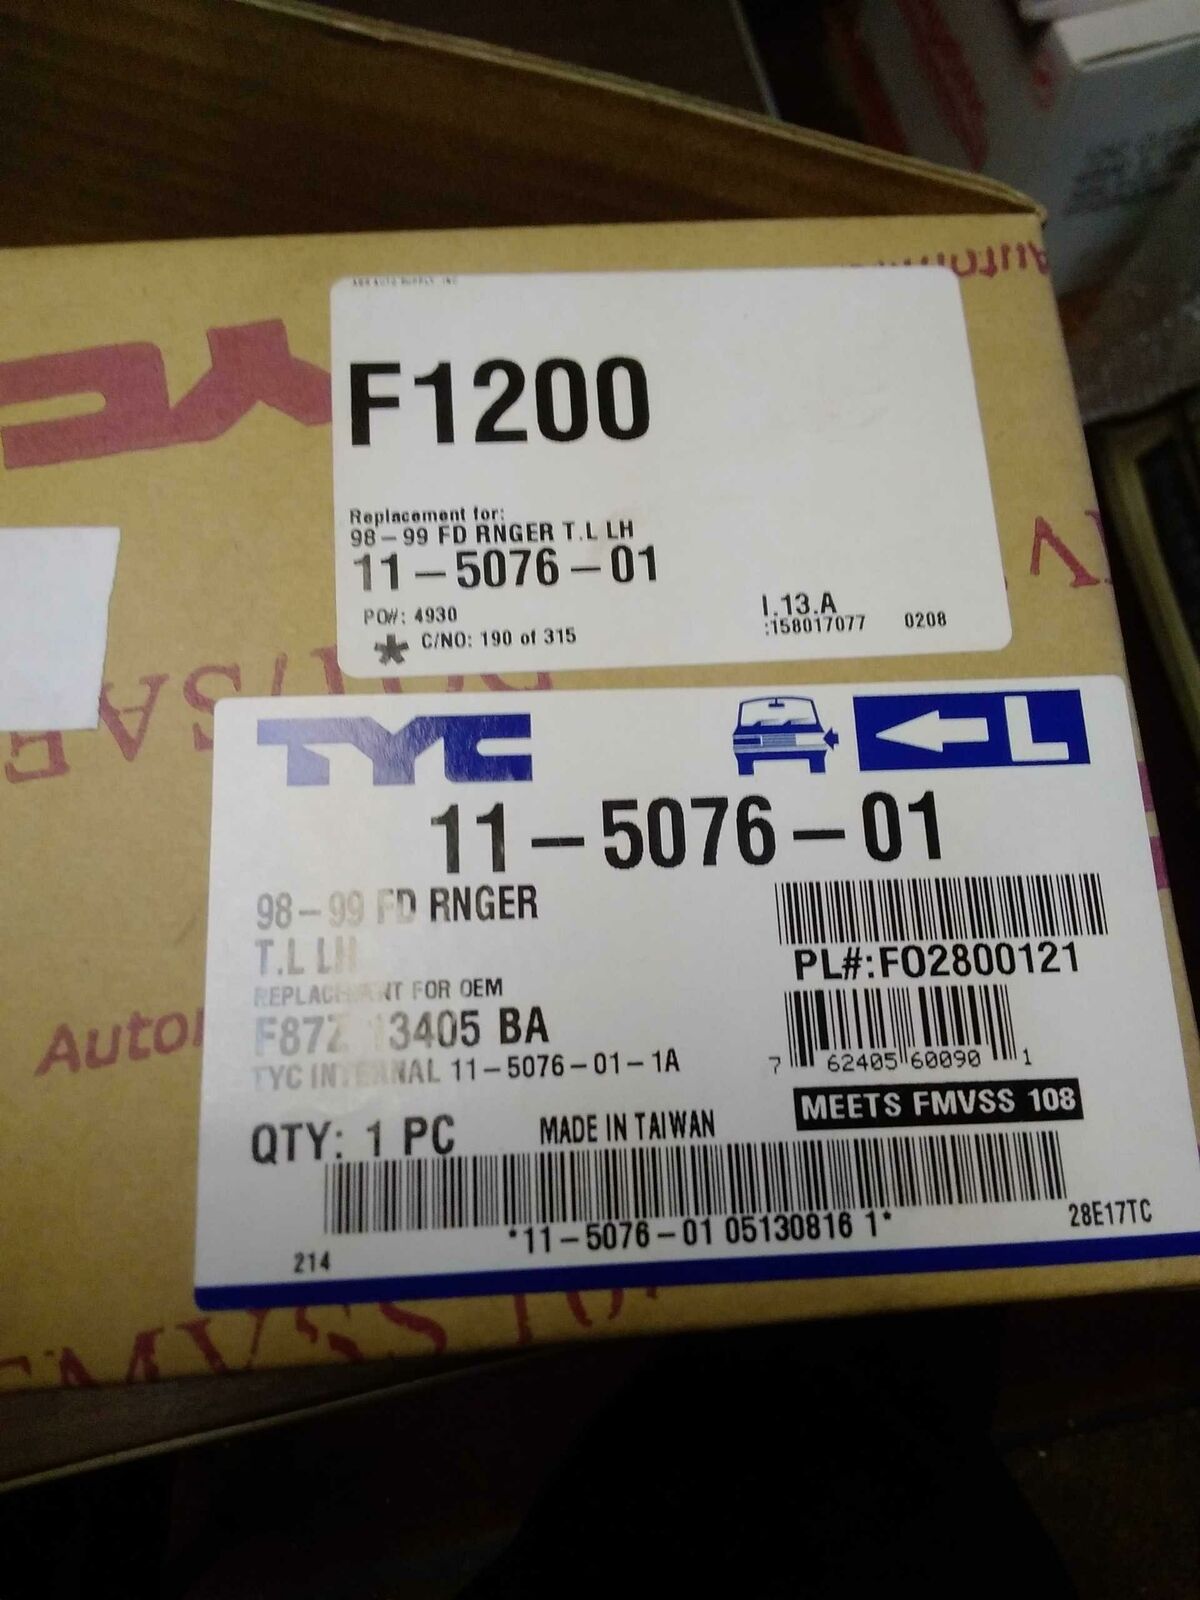 F1200
Replacement for:
98-99 FD RNGER T.L LH
11-5076-01
PO#: 4930
* C/NO: 190 of 315
I.13.A
:158017077 0208
TYC
L
11-5076-01
98-99 FD RNGER
T.L LH
REPLACEMENT FOR OEM
F87Z 13405 BA
TYC INTERNAL 11-5076-01-1A
PL#:FO2800121
7 62405 60090 1
MEETS FMVSS 108
QTY: 1 PC
MADE IN TAIWAN
*11-5076-01 05130816 1*
28E17TC
214
TYC